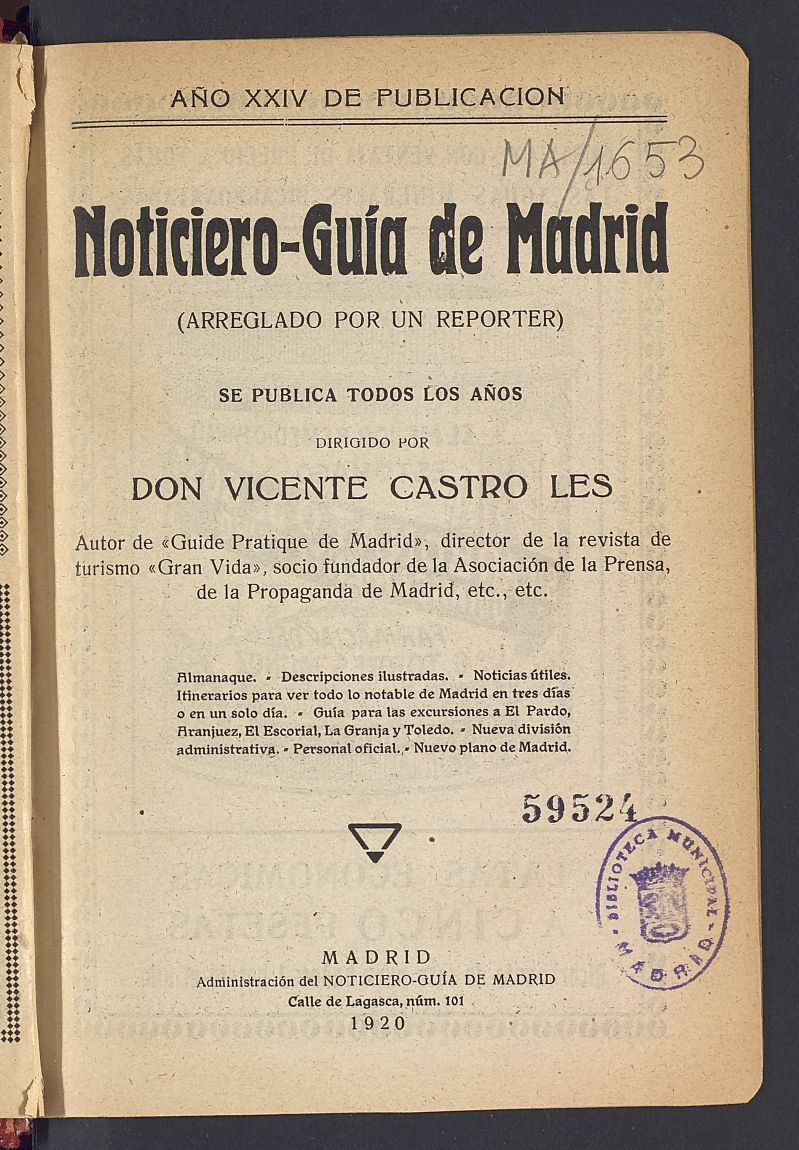 AÑO XXIV DE PUBLICACION
MA/1653
Noticiero-Guía de Madrid
(ARREGLADO POR UN REPORTER)
SE PUBLICA TODOS LOS AÑOS
DIRIGIDO POR
DON VICENTE CASTRO LES
Autor de «Guide Pratique de Madrid», director de la revista de
turismo «Gran Vida», socio fundador de la Asociación de la Prensa,
de la Propaganda de Madrid, etc., etc.
Almanaque. - Descripciones ilustradas. - Noticias útiles.
Itinerarios para ver todo lo notable de Madrid en tres días
o en un solo día. - Guía para las excursiones a El Pardo,
Aranjuez, El Escorial, La Granja y Toledo. - Nueva división
administrativa. - Personal oficial. - Nuevo plano de Madrid.
59524
BIBLIOTECA MUNICIPAL
MADRID
MADRID
Administración del NOTICIERO-GUÍA DE MADRID
Calle de Lagasca, núm. 101
1920